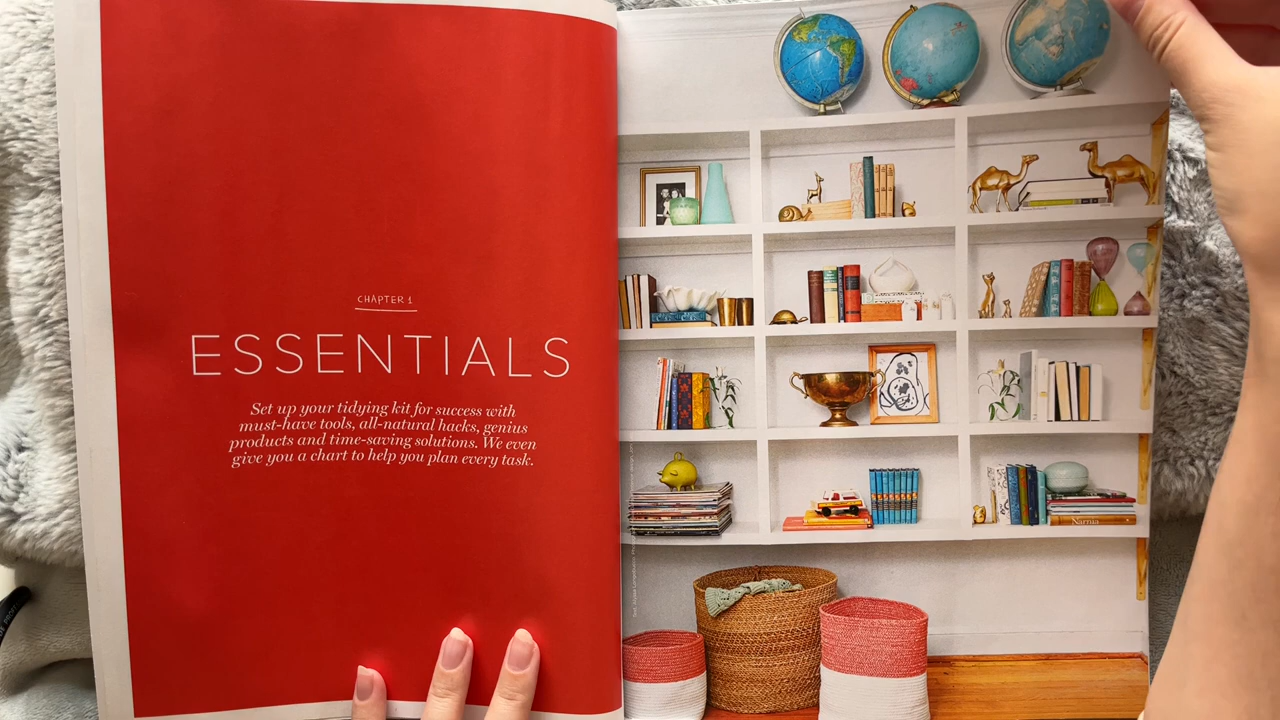 CHAPTER 1
ESSENTIALS
Set up your tidying kit for success with
must-have tools, all-natural hacks, genius
products and time-saving solutions. We even
give you a chart to help you plan every task.
Narnia